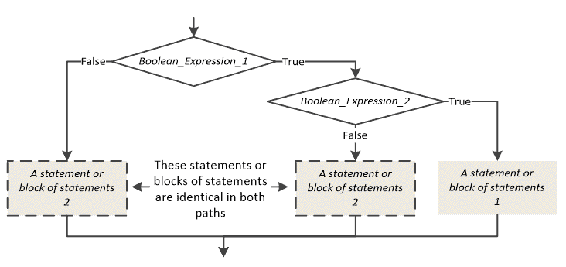 Boolean_Expression_1
False
True
Boolean_Expression_2
True
False
A statement or
block of statements
2
These statements or
blocks of statements
are identical in both
paths
A statement or
block of statements
2
A statement or
block of statements
1